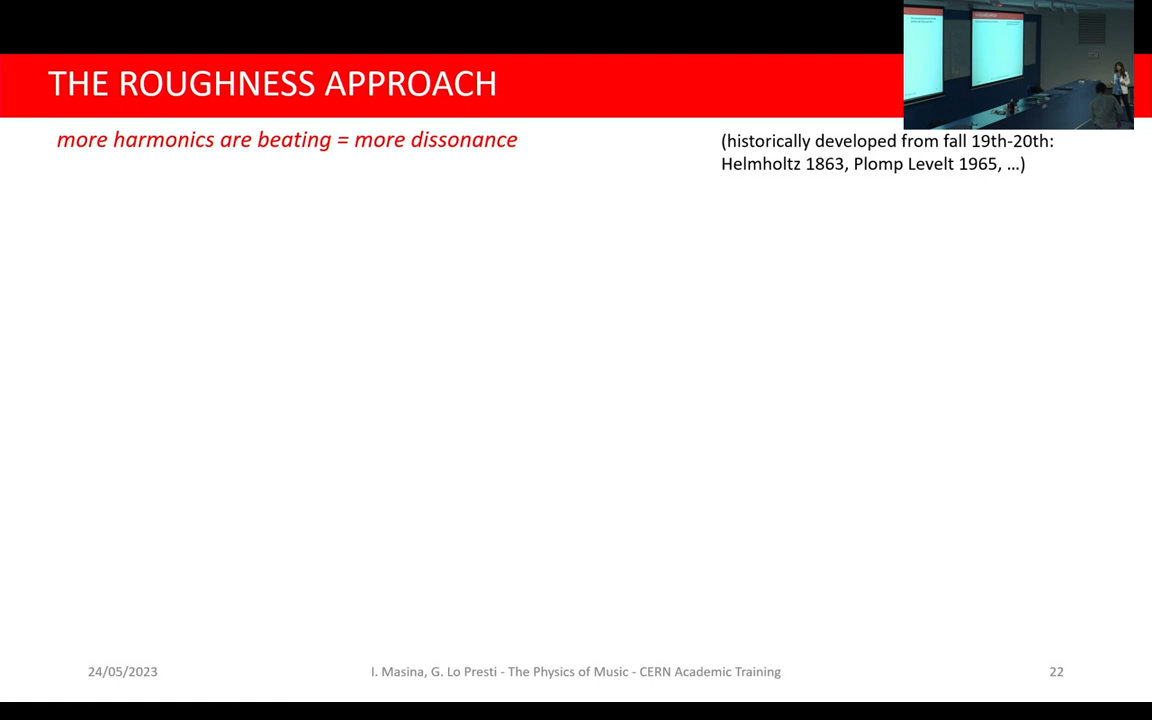 THE ROUGHNESS APPROACH
more harmonics are beating = more dissonance
(historically developed from fall 19th-20th:
Helmholtz 1863, Plomp Levelt 1965, ...)
24/05/2023
I. Masina, G. Lo Presti - The Physics of Music - CERN Academic Training
22